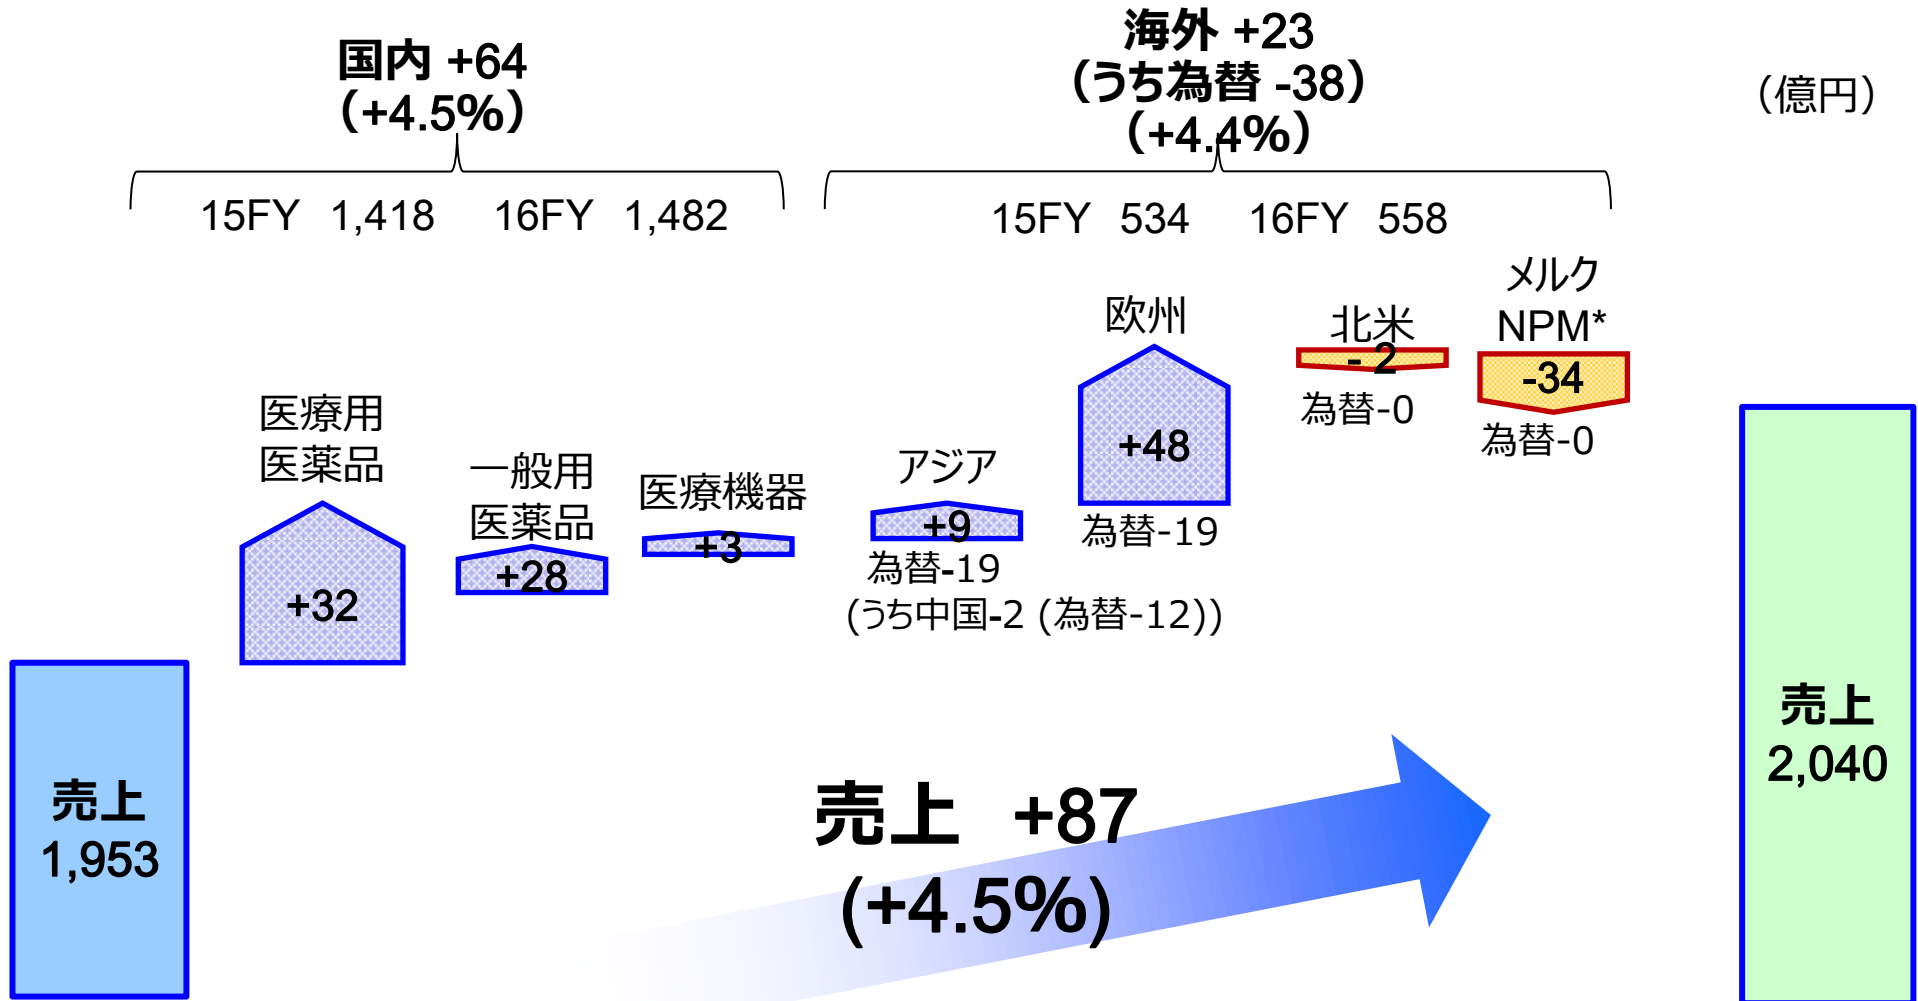 国内 +64
(+4.5%)
海外 +23
(うち為替 -38)
(+4.4%)
(億円)
15FY 1,418 16FY 1,482
15FY 534 16FY 558
医療用
医薬品
+32
一般用
医薬品
+28
医療機器
+3
アジア
+9
為替-19
(うち中国-2 (為替-12))
欧州
+48
為替-19
北米
- 2
為替-0
メルク
NPM*
-34
為替-0
売上
1,953
売上 +87
(+4.5%)
売上
2,040